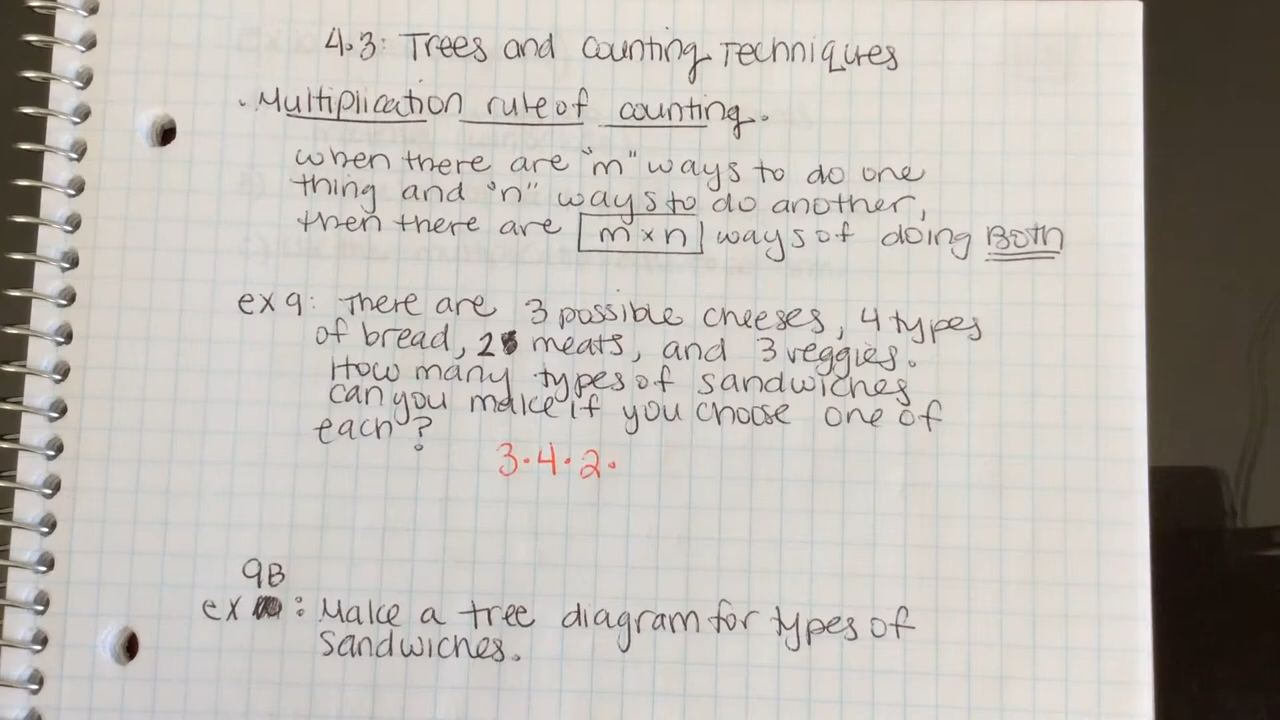 4.3: Trees and Counting Techniques
· Multiplication rule of counting.
when there are "m" ways to do one
thing and "n" ways to do another,
then there are m x n ways of doing BOTH
ex 9: There are 3 possible cheeses, 4 types
of bread, 2 meats, and 3 veggies.
How many types of sandwiches
can you make if you choose one of
each?
3·4·2·
9B
ex : Make a tree diagram for types of
sandwiches.